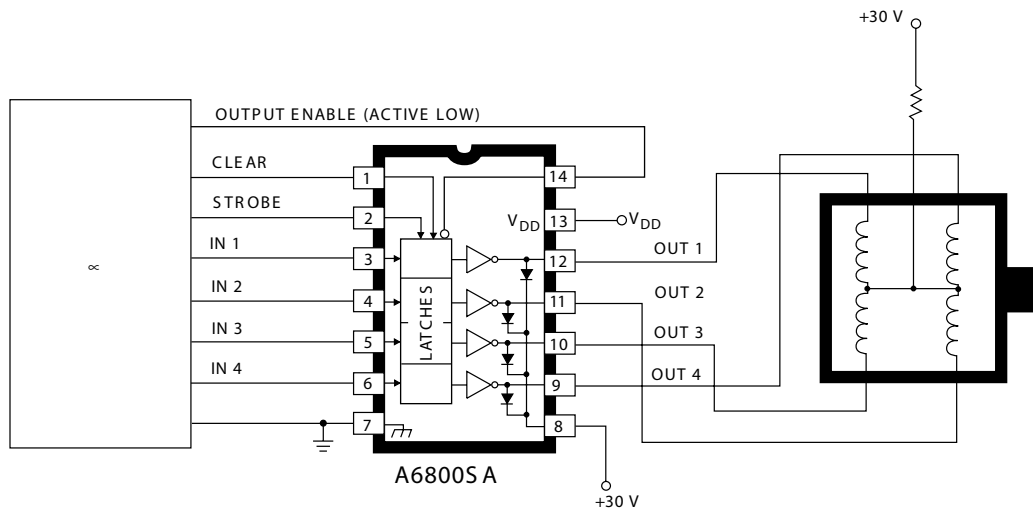 +30 V
OUTPUT ENABLE (ACTIVE LOW)
CLEAR
1
14
STROBE
2
VDD
13
VDD
IN 1
3
12
OUT 1
∝
IN 2
4
LATCHES
11
OUT 2
IN 3
5
10
OUT 3
IN 4
6
9
OUT 4
7
8
A6800SA
+30 V